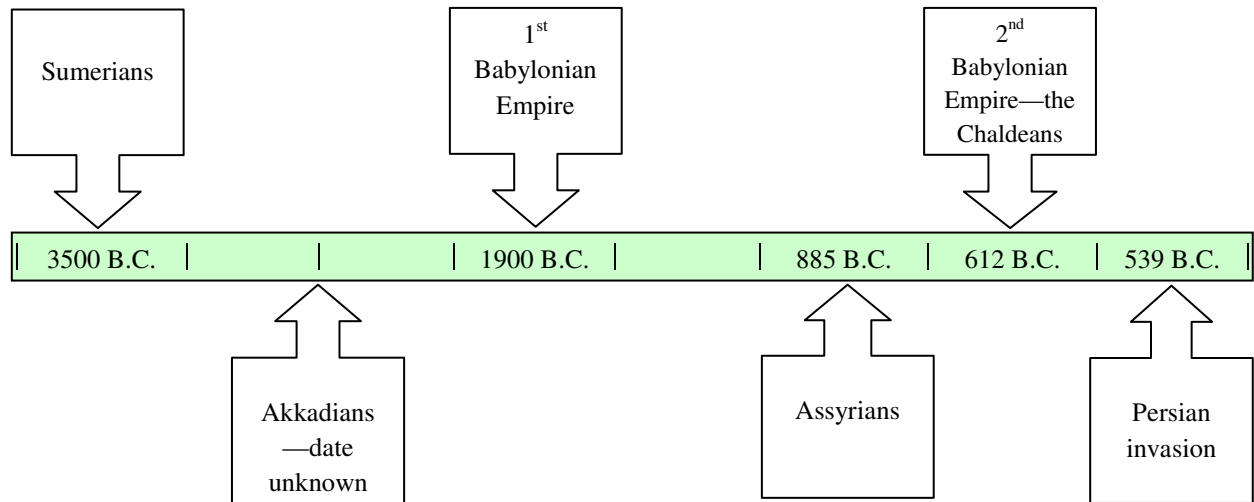 Sumerians
1st
Babylonian
Empire
2nd
Babylonian
Empire—the
Chaldeans
3500 B.C.
1900 B.C.
885 B.C.
612 B.C.
539 B.C.
Akkadians
—date
unknown
Assyrians
Persian
invasion